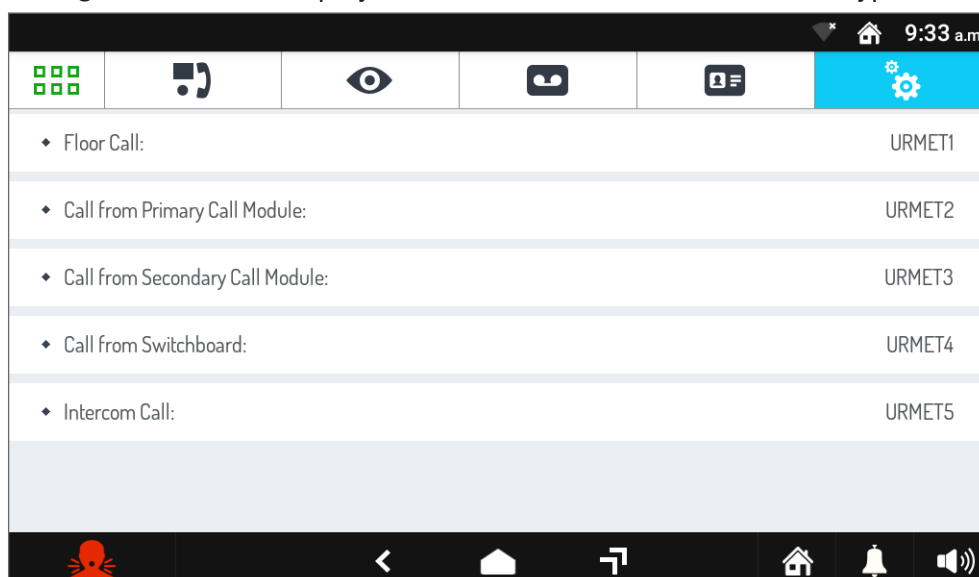 9:33 a.m
Floor Call: URMET1
Call from Primary Call Module: URMET2
Call from Secondary Call Module: URMET3
Call from Switchboard: URMET4
Intercom Call: URMET5